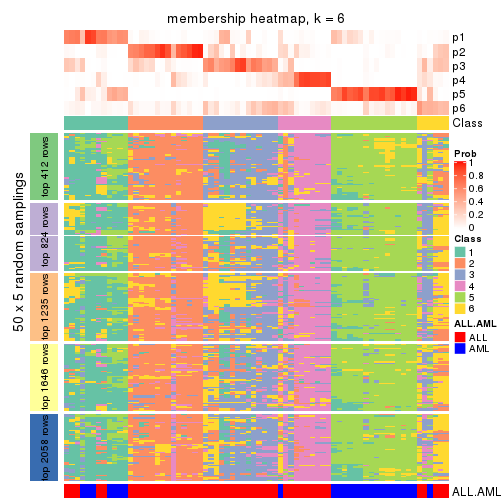 membership heatmap, k = 6
p1
p2
p3
p4
p5
p6
Class
50 x 5 random samplings
top 412 rows
top 824 rows
top 1235 rows
top 1646 rows
top 2058 rows
ALL.AML
Prob
1
0.8
0.6
0.4
0.2
0
Class
1
2
3
4
5
6
ALL.AML
ALL
AML